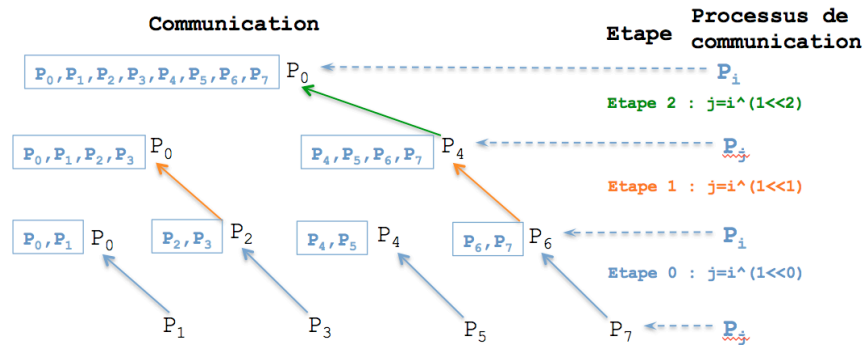 Communication
Etape
Processus de
communication
P0,P1,P2,P3,P4,P5,P6,P7
P0
Pi
Etape 2 : j=i^(1<<2)
P0,P1,P2,P3
P0
P4,P5,P6,P7
P4
Pj
Etape 1 : j=i^(1<<1)
P0,P1
P0
P2,P3
P2
P4,P5
P4
P6,P7
P6
Pi
Etape 0 : j=i^(1<<0)
P1
P3
P5
P7
Pj